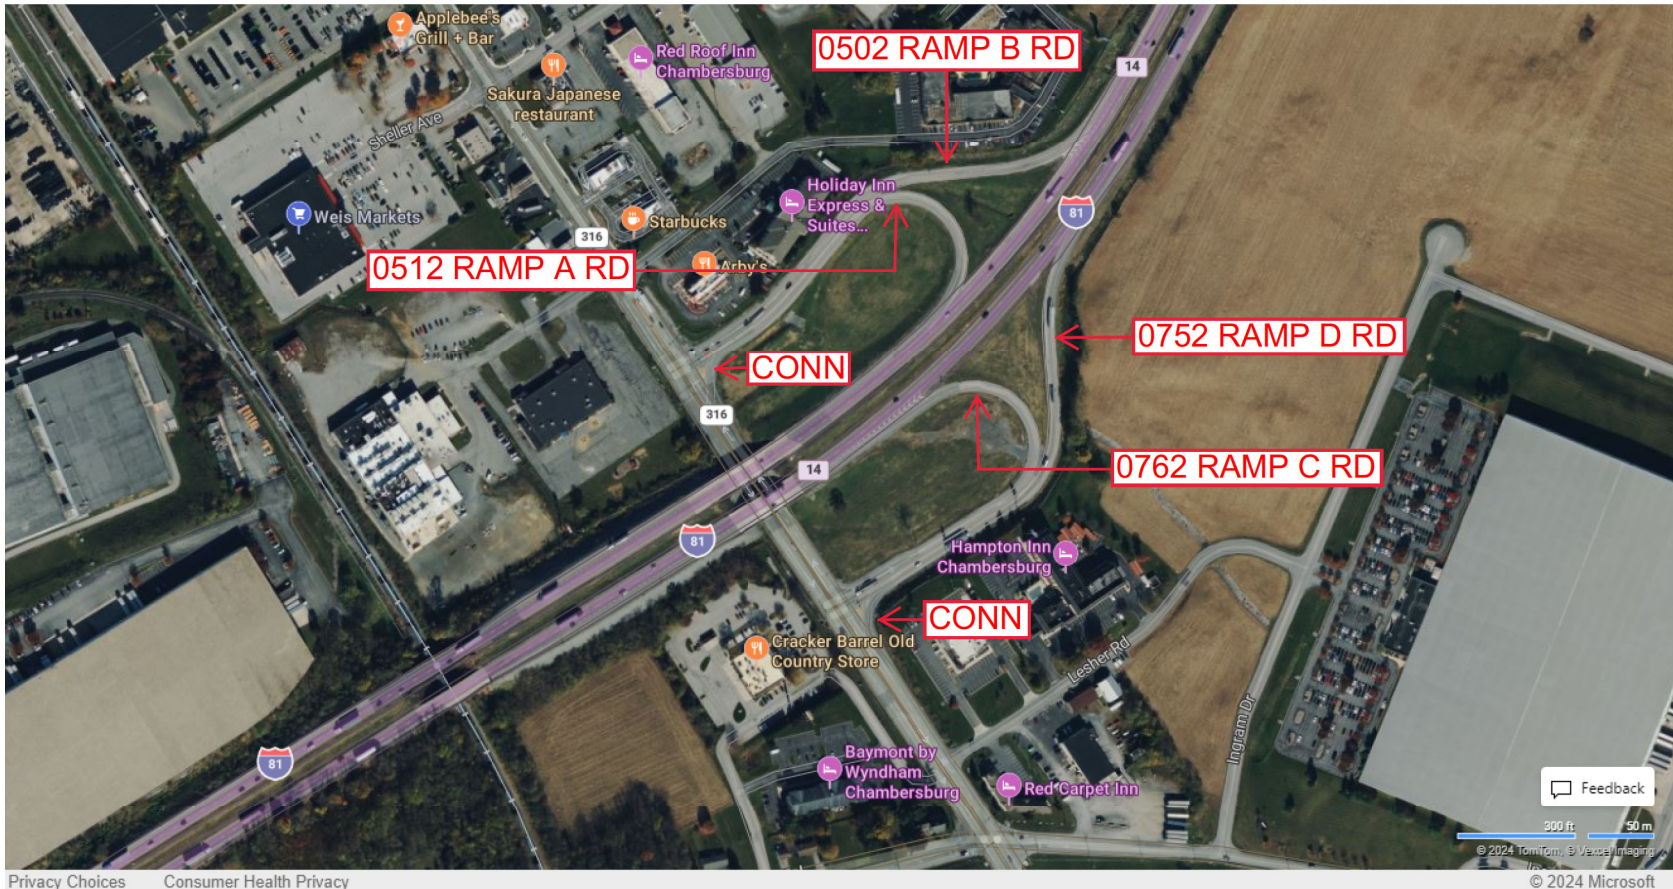 Applebee's
Grill + Bar
Red Roof Inn
Chambersburg
0502 RAMP B RD
14
Sakura Japanese
restaurant
Sheller Ave
Holiday Inn
Express &
Suites...
81
Weis Markets
Starbucks
316
0512 RAMP A RD
Arby's
0752 RAMP D RD
CONN
316
14
0762 RAMP C RD
81
Hampton Inn
Chambersburg
CONN
Cracker Barrel Old
Country Store
Lesher Rd
Ingram Dr
81
Baymont by
Wyndham
Chambersburg
Red Carpet Inn
Feedback
300 ft
50 m
© 2024 TomTom, © Vexcel Imaging
Privacy Choices
Consumer Health Privacy
© 2024 Microsoft